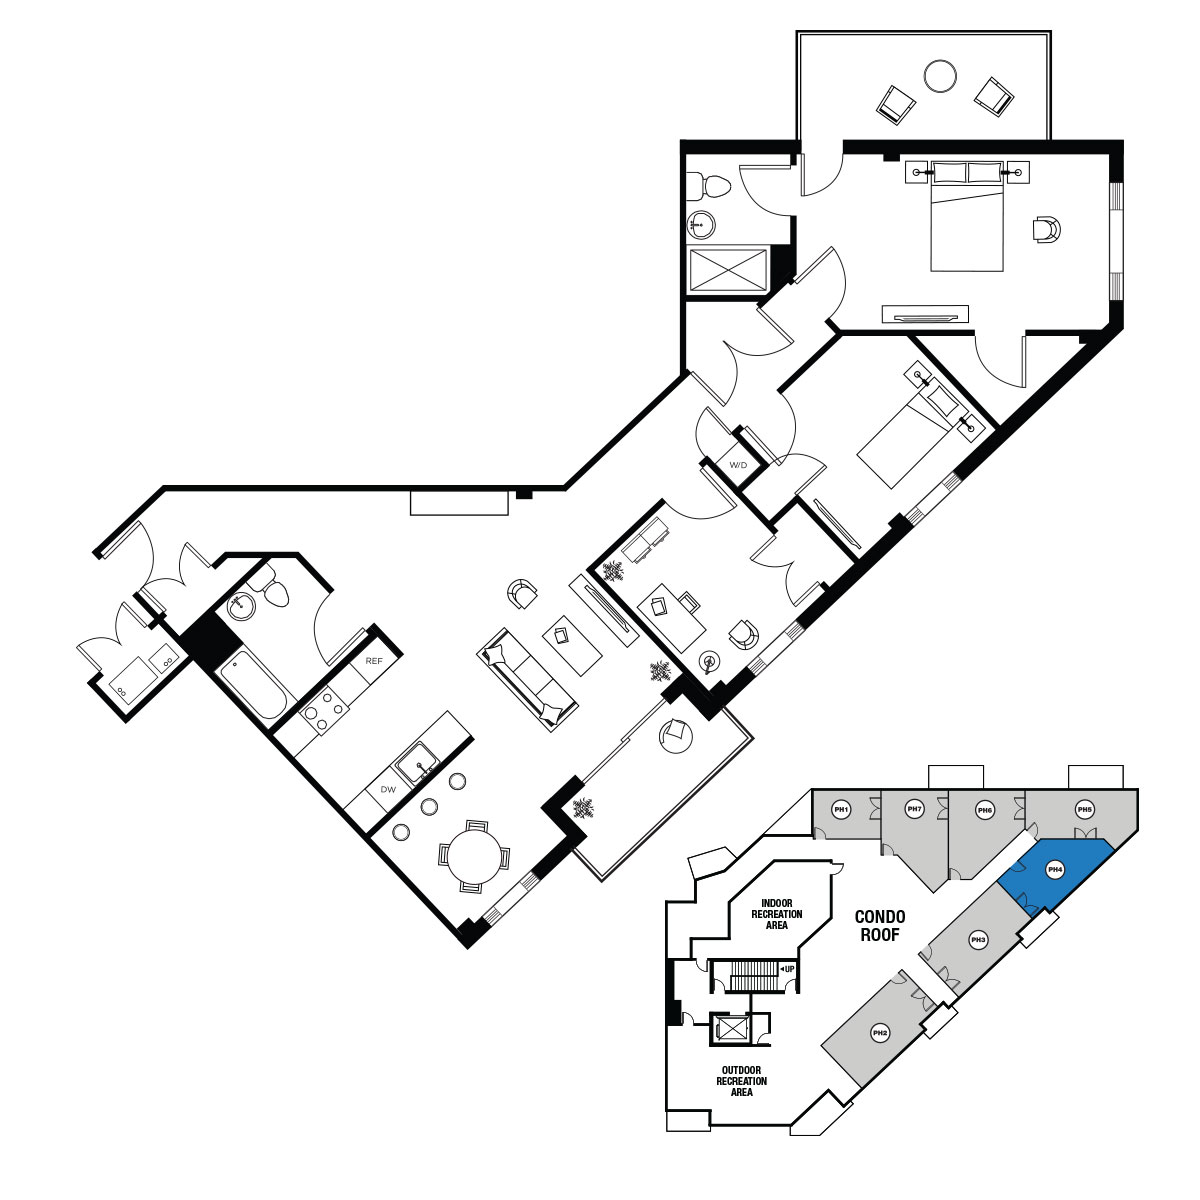 W/D
REF
DW
PH1
PH7
PH6
PH5
PH4
INDOOR
RECREATION
AREA
CONDO
ROOF
PH3
UP
PH2
OUTDOOR
RECREATION
AREA